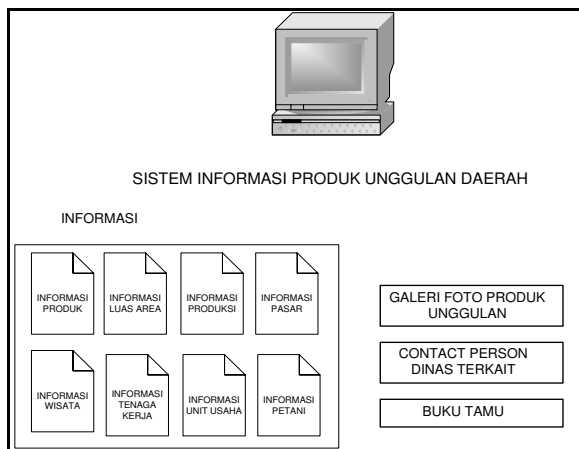 SISTEM INFORMASI PRODUK UNGGULAN DAERAH
INFORMASI
INFORMASI
PRODUK
INFORMASI
LUAS AREA
INFORMASI
PRODUKSI
INFORMASI
PASAR
INFORMASI
WISATA
INFORMASI
TENAGA
KERJA
INFORMASI
UNIT USAHA
INFORMASI
PETANI
GALERI FOTO PRODUK
UNGGULAN
CONTACT PERSON
DINAS TERKAIT
BUKU TAMU